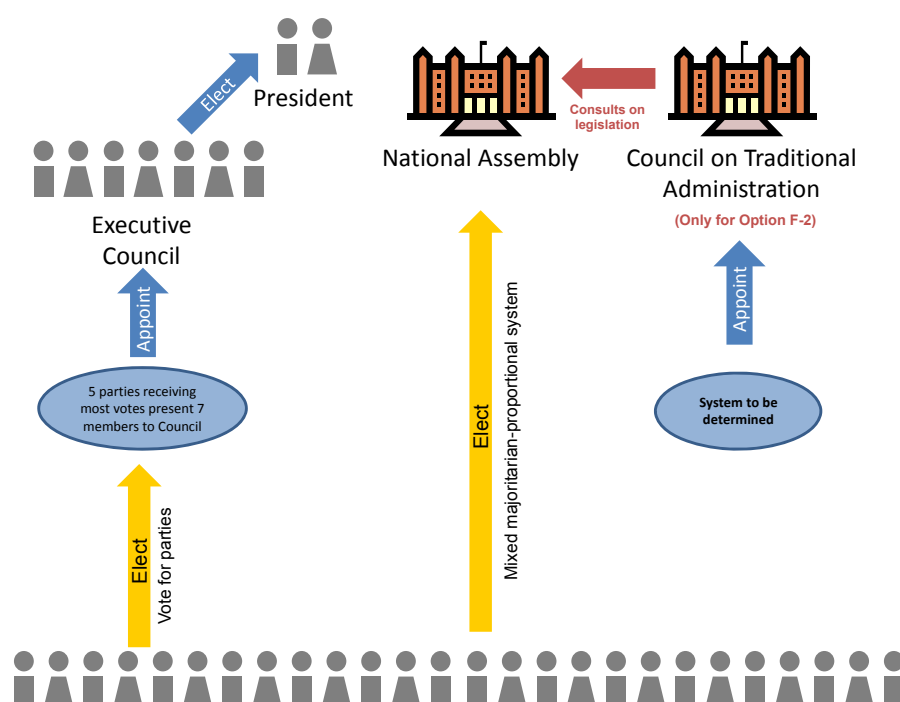 Elect
President
Consults on
legislation
National Assembly
Council on Traditional
Administration
(Only for Option F-2)
Executive
Council
Appoint
Appoint
5 parties receiving
most votes present 7
members to Council
System to be
determined
Elect
Vote for parties
Elect
Mixed majoritarian-proportional system